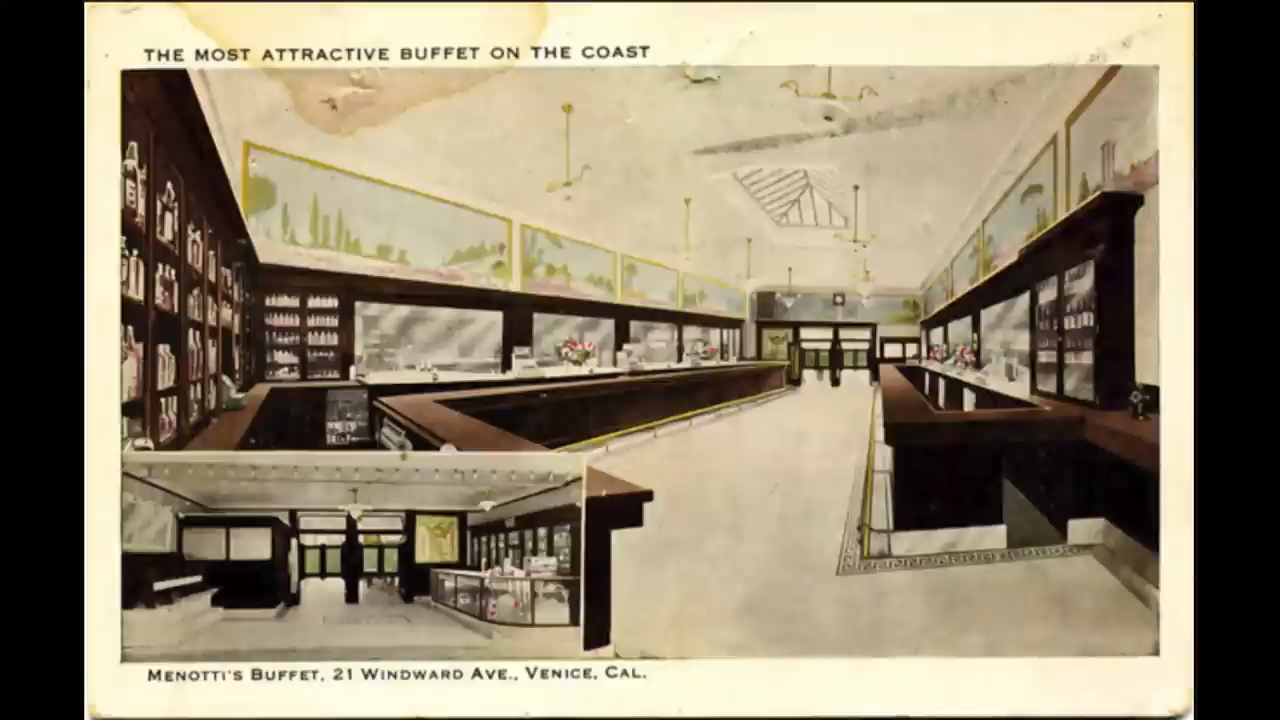 THE MOST ATTRACTIVE BUFFET ON THE COAST
MENOTTI'S BUFFET, 21 WINDWARD AVE., VENICE, CAL.